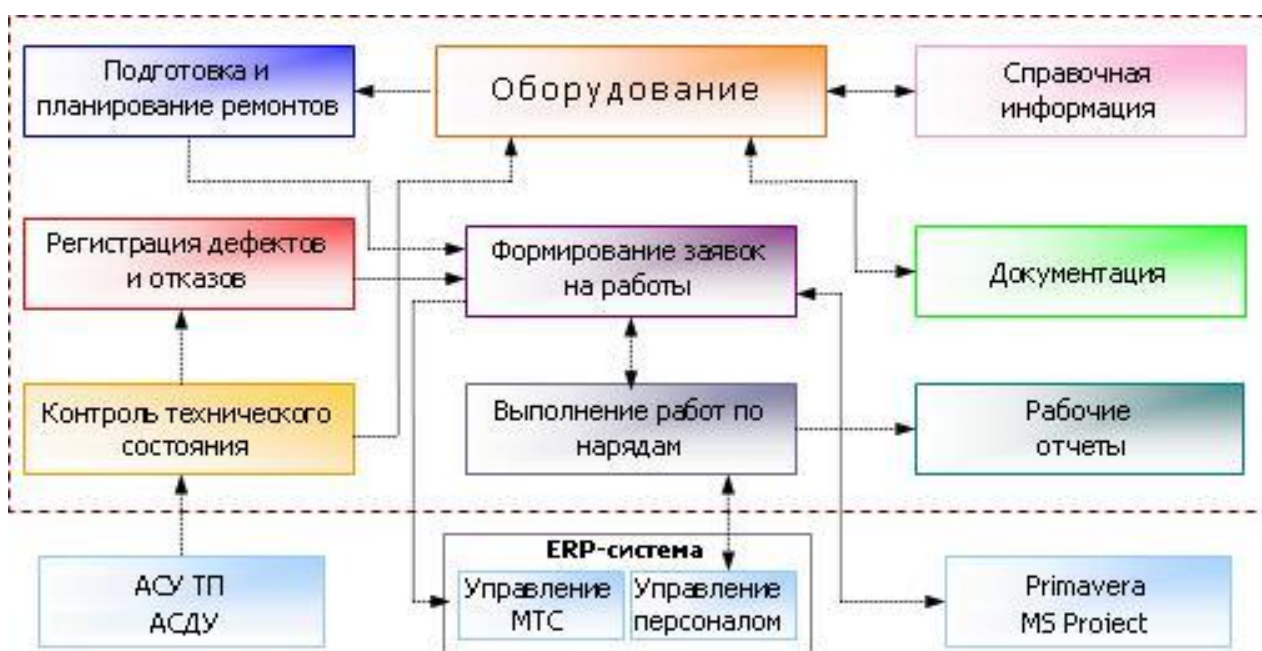 Подготовка и
планирование ремонтов
Оборудование
Справочная
информация
Регистрация дефектов
и отказов
Формирование заявок
на работы
Документация
Контроль технического
состояния
Выполнение работ по
нарядам
Рабочие
отчеты
АСУ ТП
АСДУ
ERP-система
Управление
МТС
Управление
персоналом
Primavera
MS Project